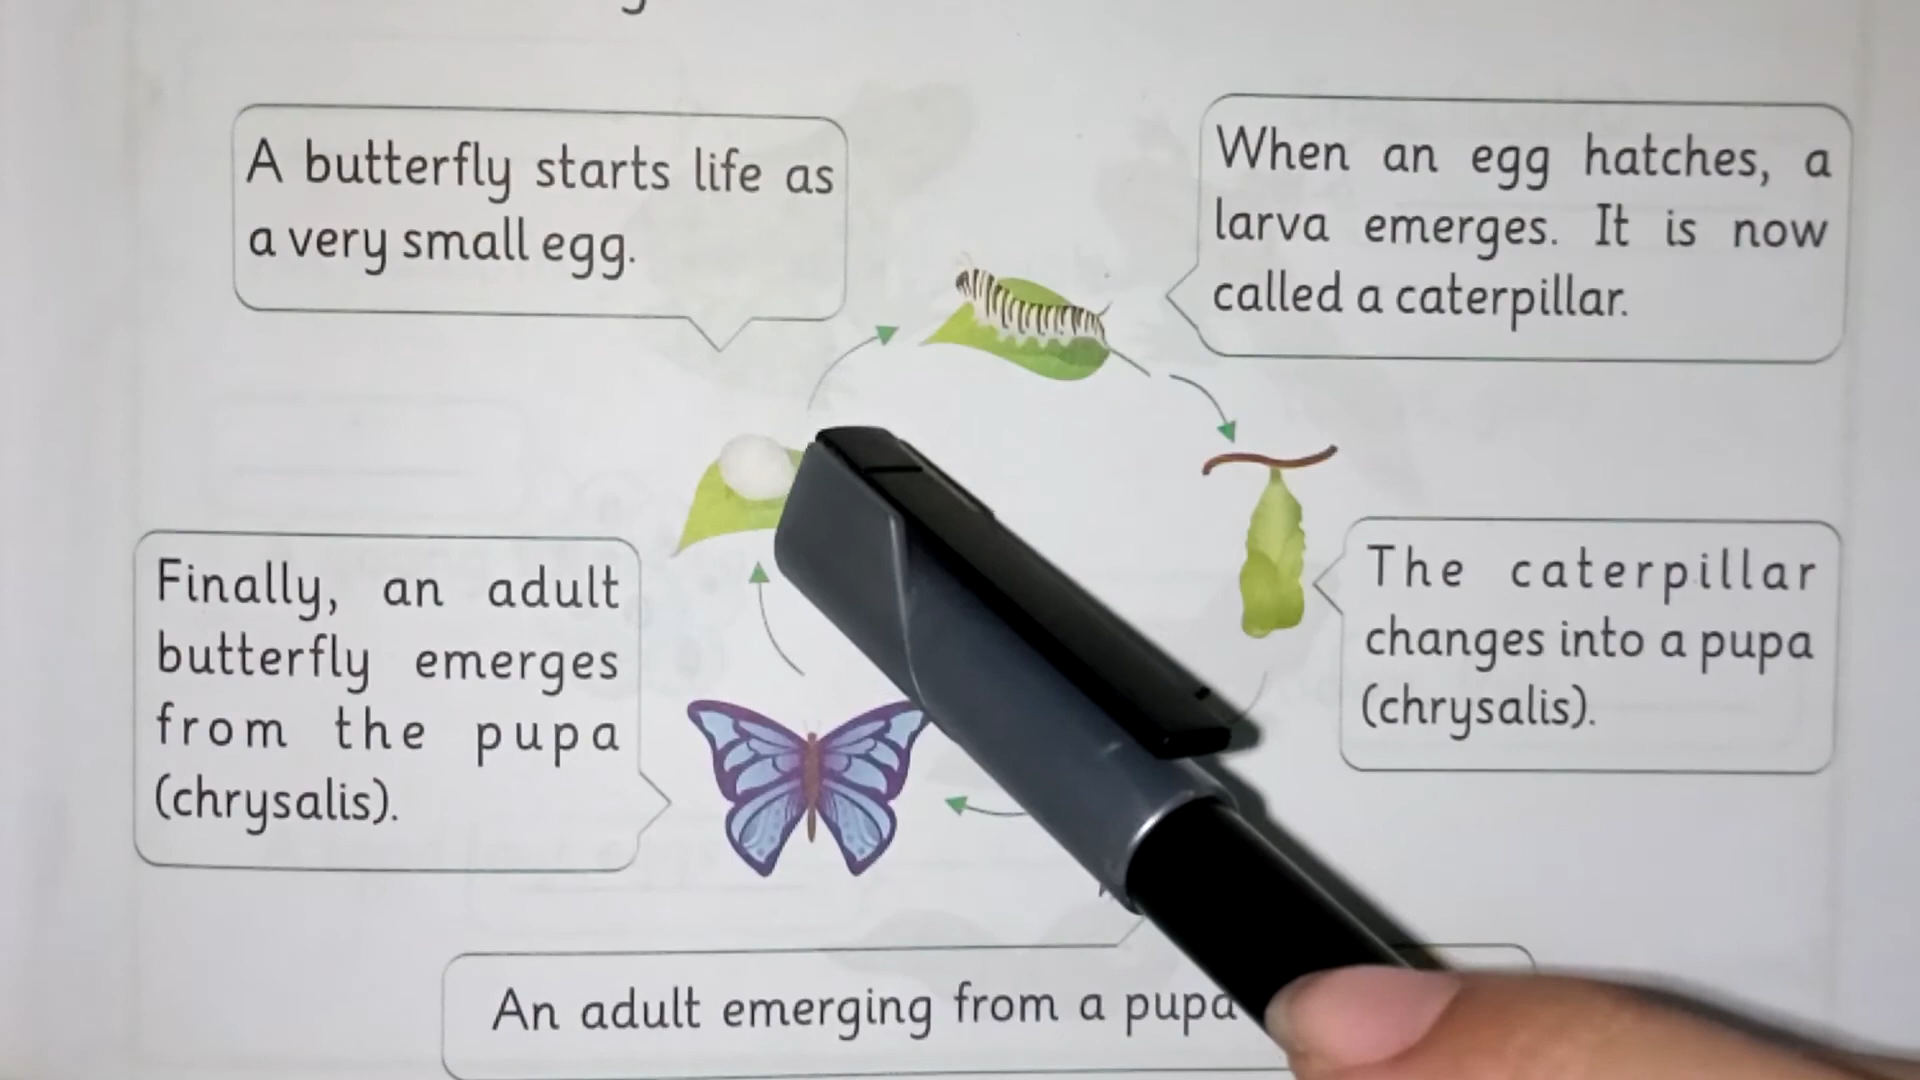 A butterfly starts life as
a very small egg.
When an egg hatches, a
larva emerges. It is now
called a caterpillar.
The caterpillar
changes into a pupa
(chrysalis).
An adult emerging from a pupa
Finally, an adult
butterfly emerges
from the pupa
(chrysalis).